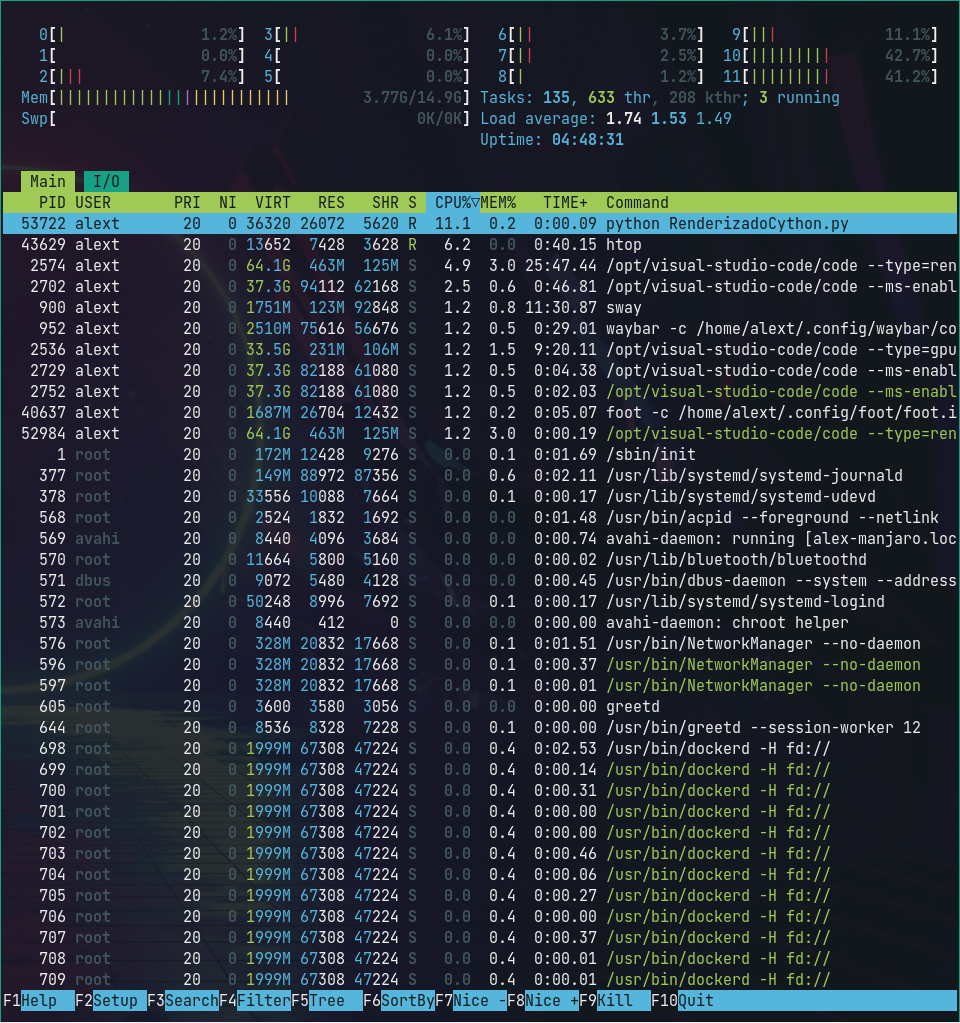 0[| 1.2%] 3[|| 6.1%] 6[|| 3.7%] 9[||| 11.1%]
1[ 0.0%] 4[ 0.0%] 7[|| 2.5%] 10[||||||||| 42.7%]
2[||| 7.4%] 5[ 0.0%] 8[| 1.2%] 11[||||||||| 41.2%]
Mem[|||||||||||||||||||||||||| 3.77G/14.9G] Tasks: 135, 633 thr, 208 kthr; 3 running
Swp[ 0K/0K] Load average: 1.74 1.53 1.49
Uptime: 04:48:31
Main I/O
PID USER PRI NI VIRT RES SHR S CPU%▽MEM% TIME+ Command
53722 alext 20 0 36320 26072 5620 R 11.1 0.2 0:00.09 python RenderizadoCython.py
43629 alext 20 0 13652 7428 3628 R 6.2 0.0 0:40.15 htop
2574 alext 20 0 64.1G 463M 125M S 4.9 3.0 25:47.44 /opt/visual-studio-code/code --type=ren
2702 alext 20 0 37.3G 94112 62168 S 2.5 0.6 0:46.81 /opt/visual-studio-code/code --ms-enabl
900 alext 20 0 1751M 123M 92848 S 1.2 0.8 11:30.87 sway
952 alext 20 0 2510M 75616 56676 S 1.2 0.5 0:29.01 waybar -c /home/alext/.config/waybar/co
2536 alext 20 0 33.5G 231M 106M S 1.2 1.5 9:20.11 /opt/visual-studio-code/code --type=gpu
2729 alext 20 0 37.3G 82188 61080 S 1.2 0.5 0:04.38 /opt/visual-studio-code/code --ms-enabl
2752 alext 20 0 37.3G 82188 61080 S 1.2 0.5 0:02.03 /opt/visual-studio-code/code --ms-enabl
40637 alext 20 0 1687M 26704 12432 S 1.2 0.2 0:05.07 foot -c /home/alext/.config/foot/foot.i
52984 alext 20 0 64.1G 463M 125M S 1.2 3.0 0:00.19 /opt/visual-studio-code/code --type=ren
1 root 20 0 172M 12428 9276 S 0.0 0.1 0:01.69 /sbin/init
377 root 20 0 149M 88972 87356 S 0.0 0.6 0:02.11 /usr/lib/systemd/systemd-journald
378 root 20 0 33556 10088 7664 S 0.0 0.1 0:00.17 /usr/lib/systemd/systemd-udevd
568 root 20 0 2524 1832 1692 S 0.0 0.0 0:01.48 /usr/bin/acpid --foreground --netlink
569 avahi 20 0 8440 4096 3684 S 0.0 0.0 0:00.74 avahi-daemon: running [alex-manjaro.loc
570 root 20 0 11664 5800 5160 S 0.0 0.0 0:00.02 /usr/lib/bluetooth/bluetoothd
571 dbus 20 0 9072 5480 4128 S 0.0 0.0 0:00.45 /usr/bin/dbus-daemon --system --address
572 root 20 0 50248 8996 7692 S 0.0 0.1 0:00.17 /usr/lib/systemd/systemd-logind
573 avahi 20 0 8440 412 0 S 0.0 0.0 0:00.00 avahi-daemon: chroot helper
576 root 20 0 328M 20832 17668 S 0.0 0.1 0:01.51 /usr/bin/NetworkManager --no-daemon
596 root 20 0 328M 20832 17668 S 0.0 0.1 0:00.37 /usr/bin/NetworkManager --no-daemon
597 root 20 0 328M 20832 17668 S 0.0 0.1 0:00.01 /usr/bin/NetworkManager --no-daemon
605 root 20 0 3600 3580 3056 S 0.0 0.0 0:00.00 greetd
644 root 20 0 8536 8328 7228 S 0.0 0.1 0:00.00 /usr/bin/greetd --session-worker 12
698 root 20 0 1999M 67308 47224 S 0.0 0.4 0:02.53 /usr/bin/dockerd -H fd://
699 root 20 0 1999M 67308 47224 S 0.0 0.4 0:00.14 /usr/bin/dockerd -H fd://
700 root 20 0 1999M 67308 47224 S 0.0 0.4 0:00.31 /usr/bin/dockerd -H fd://
701 root 20 0 1999M 67308 47224 S 0.0 0.4 0:00.00 /usr/bin/dockerd -H fd://
702 root 20 0 1999M 67308 47224 S 0.0 0.4 0:00.00 /usr/bin/dockerd -H fd://
703 root 20 0 1999M 67308 47224 S 0.0 0.4 0:00.46 /usr/bin/dockerd -H fd://
704 root 20 0 1999M 67308 47224 S 0.0 0.4 0:00.06 /usr/bin/dockerd -H fd://
705 root 20 0 1999M 67308 47224 S 0.0 0.4 0:00.27 /usr/bin/dockerd -H fd://
706 root 20 0 1999M 67308 47224 S 0.0 0.4 0:00.00 /usr/bin/dockerd -H fd://
707 root 20 0 1999M 67308 47224 S 0.0 0.4 0:00.37 /usr/bin/dockerd -H fd://
708 root 20 0 1999M 67308 47224 S 0.0 0.4 0:00.01 /usr/bin/dockerd -H fd://
709 root 20 0 1999M 67308 47224 S 0.0 0.4 0:00.01 /usr/bin/dockerd -H fd://
F1Help F2Setup F3SearchF4FilterF5Tree F6SortByF7Nice -F8Nice +F9Kill F10Quit